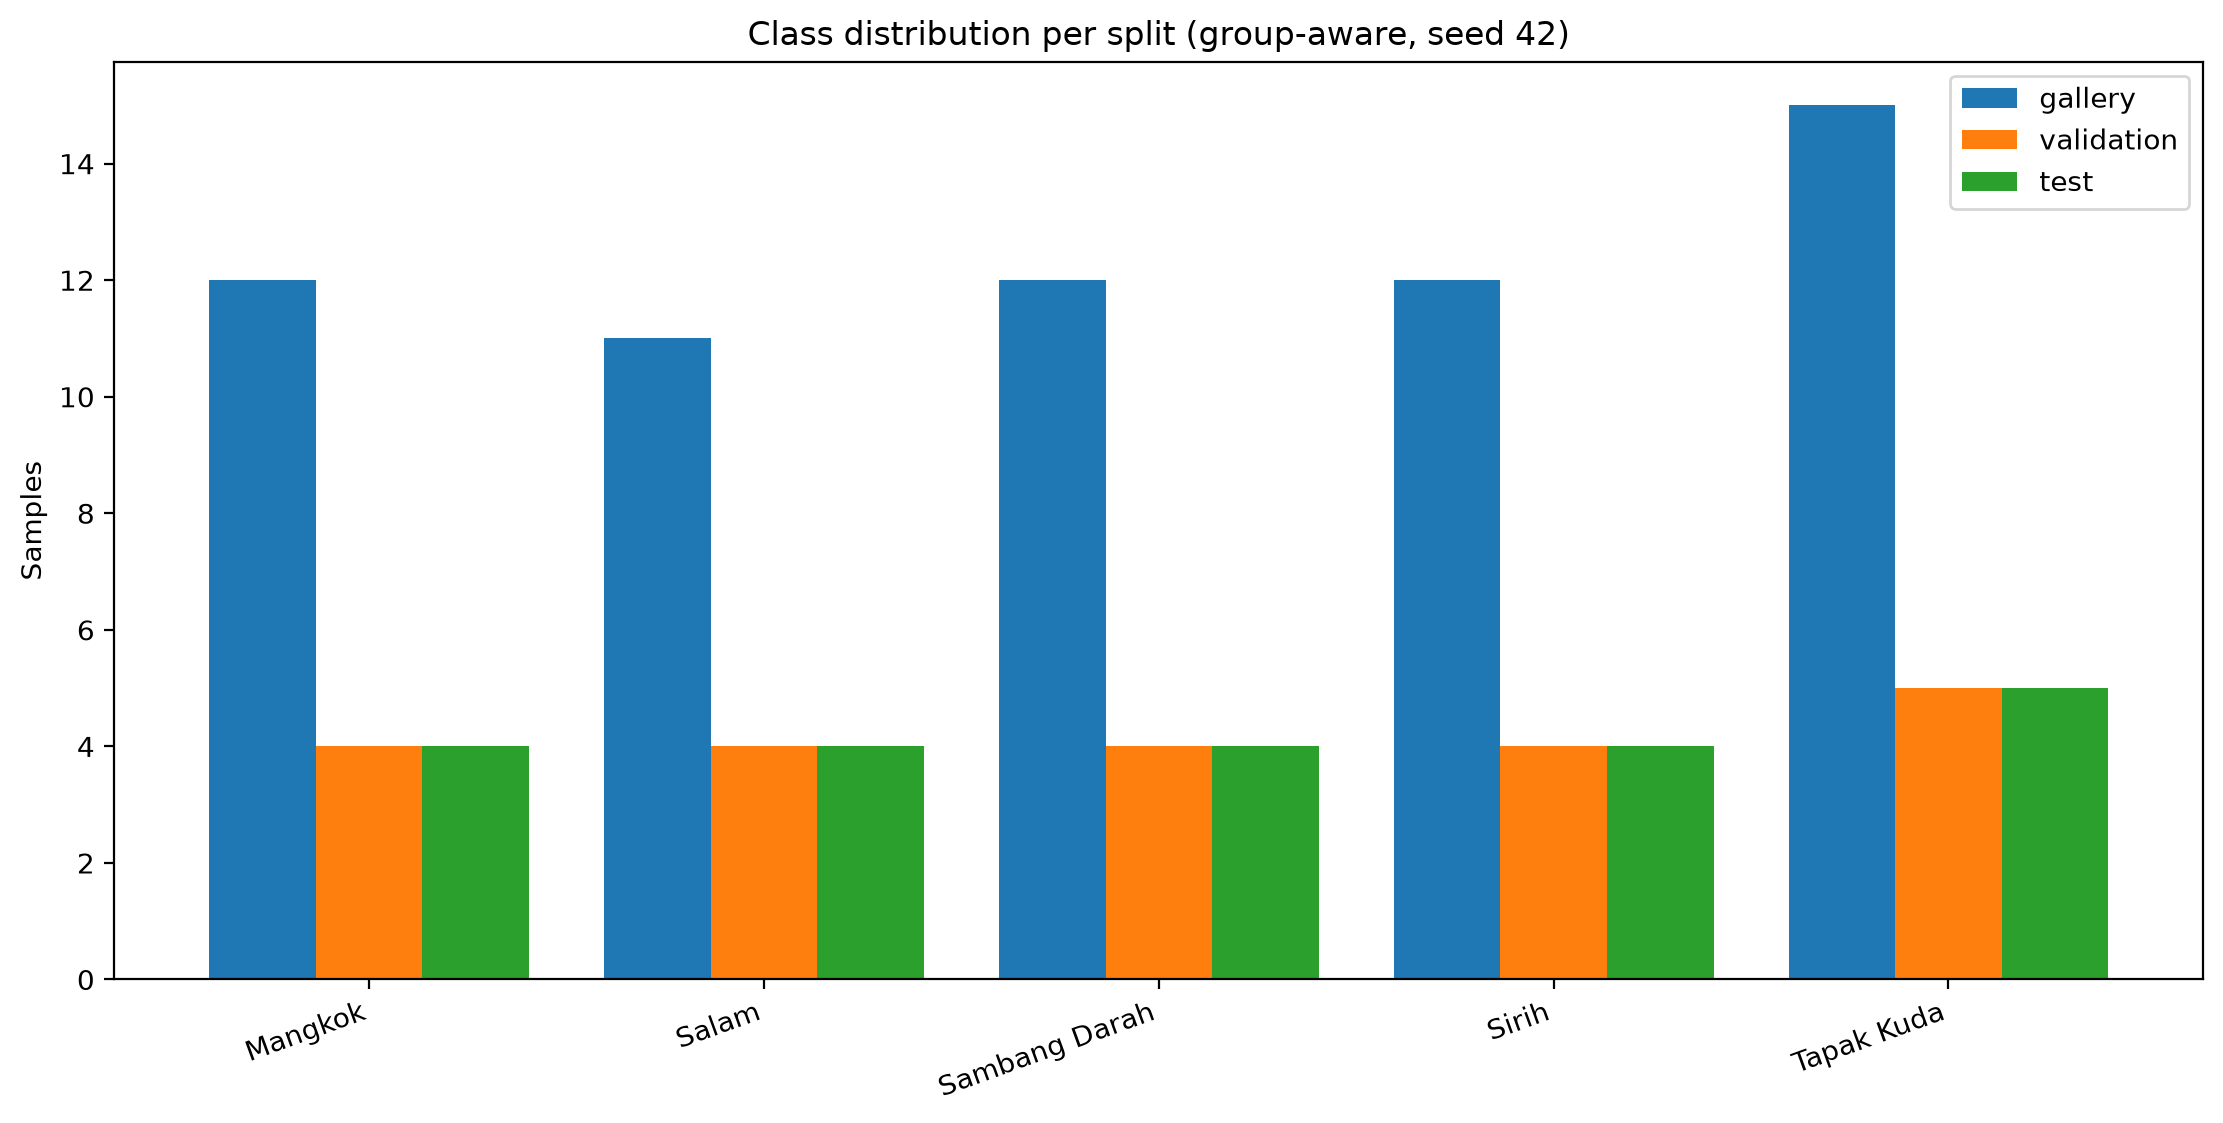 Class distribution per split (group-aware, seed 42)
gallery
validation
test
Samples
14
12
10
8
6
4
2
0
Mangkok
Salam
Sambang Darah
Sirih
Tapak Kuda